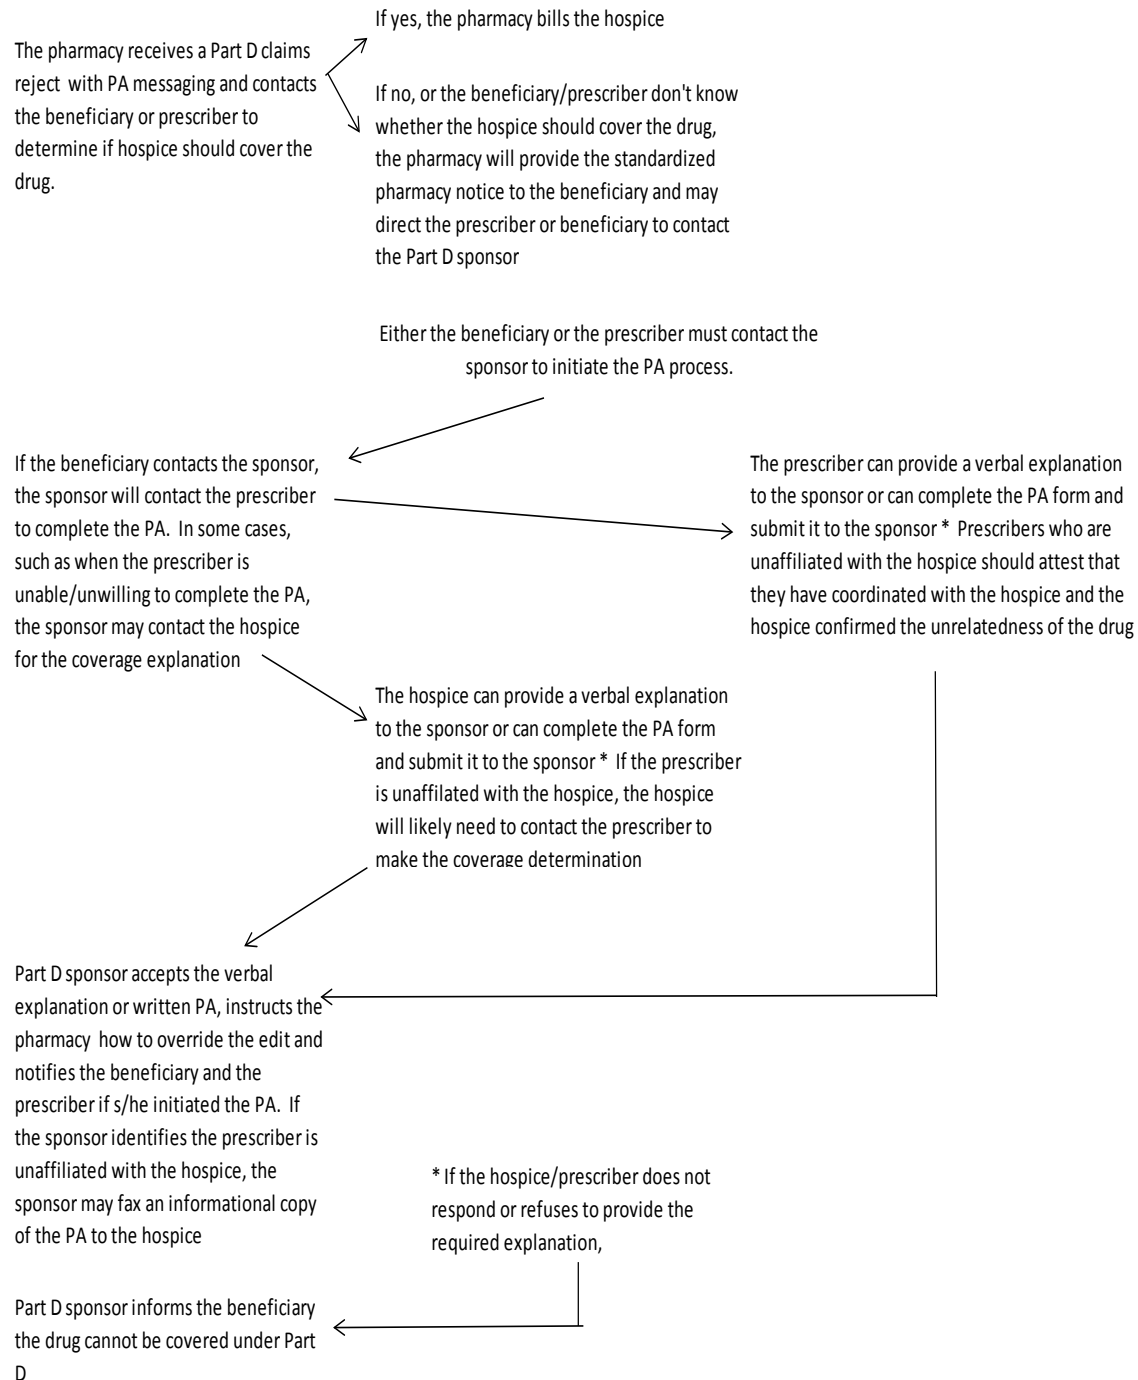 If yes, the pharmacy bills the hospice
The pharmacy receives a Part D claims
reject with PA messaging and contacts
the beneficiary or prescriber to
determine if hospice should cover the
drug.
If no, or the beneficiary/prescriber don't know
whether the hospice should cover the drug,
the pharmacy will provide the standardized
pharmacy notice to the beneficiary and may
direct the prescriber or beneficiary to contact
the Part D sponsor
Either the beneficiary or the prescriber must contact the
sponsor to initiate the PA process.
If the beneficiary contacts the sponsor,
the sponsor will contact the prescriber
to complete the PA. In some cases,
such as when the prescriber is
unable/unwilling to complete the PA,
the sponsor may contact the hospice
for the coverage explanation
The prescriber can provide a verbal explanation
to the sponsor or can complete the PA form and
submit it to the sponsor * Prescribers who are
unaffiliated with the hospice should attest that
they have coordinated with the hospice and the
hospice confirmed the unrelatedness of the drug
The hospice can provide a verbal explanation
to the sponsor or can complete the PA form
and submit it to the sponsor * If the prescriber
is unaffilated with the hospice, the hospice
will likely need to contact the prescriber to
make the coverage determination
Part D sponsor accepts the verbal
explanation or written PA, instructs the
pharmacy how to override the edit and
notifies the beneficiary and the
prescriber if s/he initiated the PA. If
the sponsor identifies the prescriber is
unaffiliated with the hospice, the
sponsor may fax an informational copy
of the PA to the hospice
* If the hospice/prescriber does not
respond or refuses to provide the
required explanation,
Part D sponsor informs the beneficiary
the drug cannot be covered under Part
D